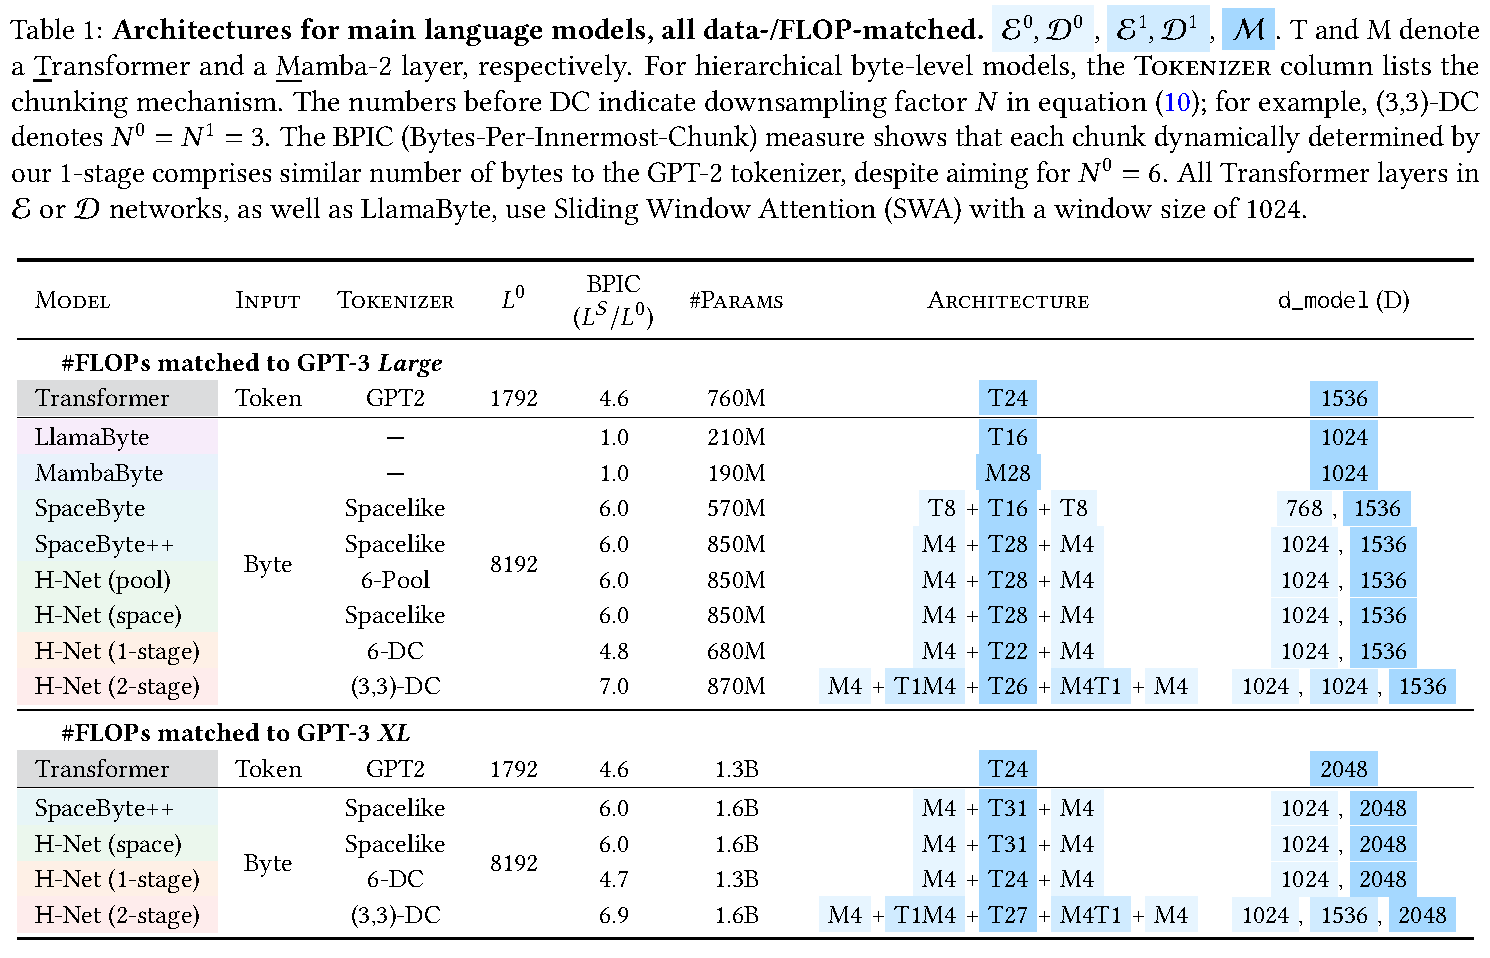 Table 1: Architectures for main language models, all data-/FLOP-matched. ℰ⁰, 𝒟⁰ , ℰ¹, 𝒟¹ , ℳ . T and M denote
a Transformer and a Mamba-2 layer, respectively. For hierarchical byte-level models, the Tokenizer column lists the
chunking mechanism. The numbers before DC indicate downsampling factor N in equation (10); for example, (3,3)-DC
denotes N⁰ = N¹ = 3. The BPIC (Bytes-Per-Innermost-Chunk) measure shows that each chunk dynamically determined by
our 1-stage comprises similar number of bytes to the GPT-2 tokenizer, despite aiming for N⁰ = 6. All Transformer layers in
ℰ or 𝒟 networks, as well as LlamaByte, use Sliding Window Attention (SWA) with a window size of 1024.
Model Input Tokenizer L⁰ BPIC (Lˢ/L⁰) #Params Architecture d_model (D)
#FLOPs matched to GPT-3 Large
Transformer Token GPT2 1792 4.6 760M T24 1536
LlamaByte — 1.0 210M T16 1024
MambaByte — 1.0 190M M28 1024
SpaceByte Spacelike 6.0 570M T8 + T16 + T8 768 , 1536
SpaceByte++ Spacelike 6.0 850M M4 + T28 + M4 1024 , 1536
Byte 8192
H-Net (pool) 6-Pool 6.0 850M M4 + T28 + M4 1024 , 1536
H-Net (space) Spacelike 6.0 850M M4 + T28 + M4 1024 , 1536
H-Net (1-stage) 6-DC 4.8 680M M4 + T22 + M4 1024 , 1536
H-Net (2-stage) (3,3)-DC 7.0 870M M4 + T1M4 + T26 + M4T1 + M4 1024 , 1024 , 1536
#FLOPs matched to GPT-3 XL
Transformer Token GPT2 1792 4.6 1.3B T24 2048
SpaceByte++ Spacelike 6.0 1.6B M4 + T31 + M4 1024 , 2048
H-Net (space) Spacelike 6.0 1.6B M4 + T31 + M4 1024 , 2048
Byte 8192
H-Net (1-stage) 6-DC 4.7 1.3B M4 + T24 + M4 1024 , 2048
H-Net (2-stage) (3,3)-DC 6.9 1.6B M4 + T1M4 + T27 + M4T1 + M4 1024 , 1536 , 2048